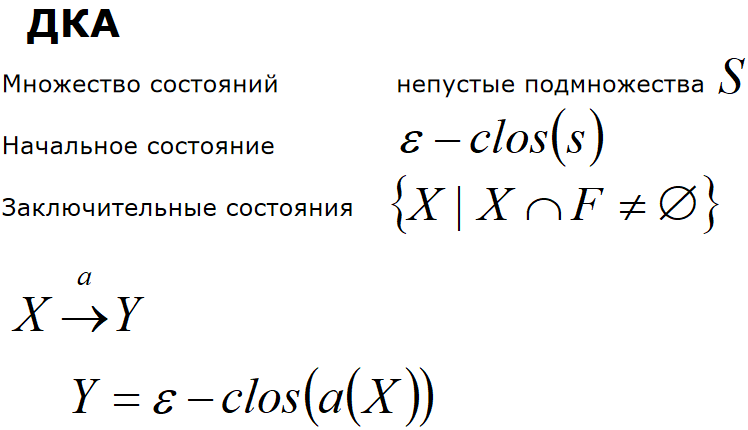 ДКА
Множество состояний непустые подмножества S
Начальное состояние ε – clos(s)
Заключительные состояния {X | X ∩ F ≠ ∅}
a
X → Y
Y = ε – clos(a(X))